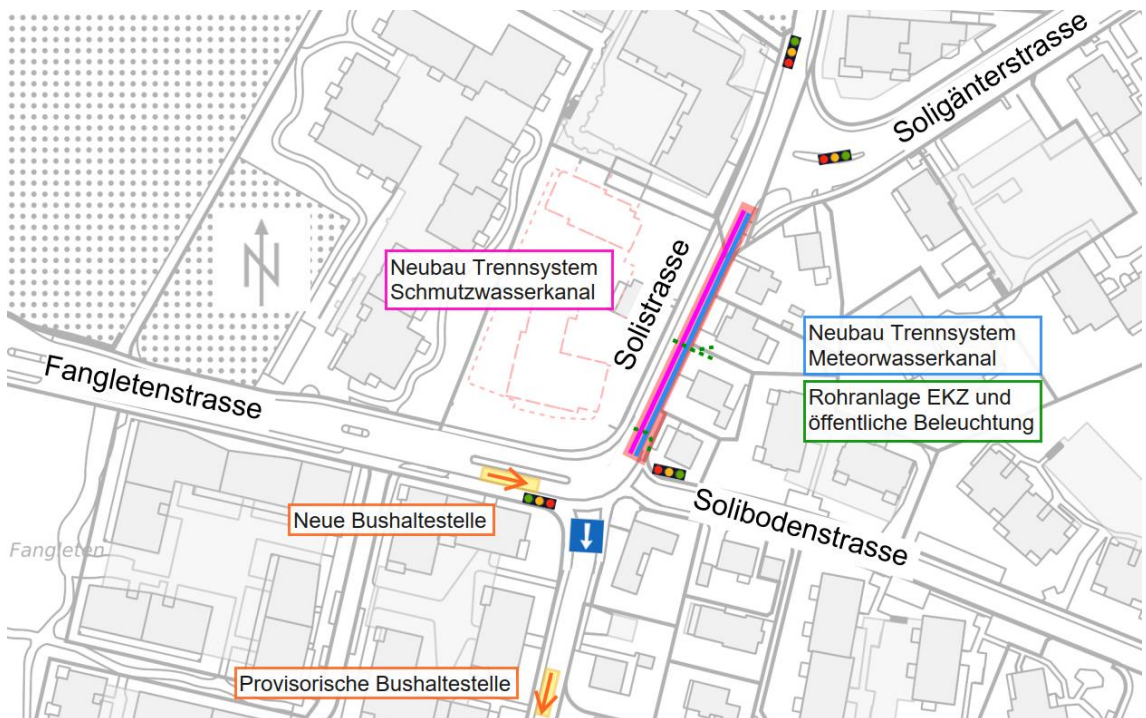 Soligänterstrasse
Neubau Trennsystem
Schmutzwasserkanal
Solistrasse
N
Neubau Trennsystem
Meteorwasserkanal
Rohranlage EKZ und
öffentliche Beleuchtung
Fangletenstrasse
Neue Bushaltestelle
Solibodenstrasse
Fangleten
Provisorische Bushaltestelle